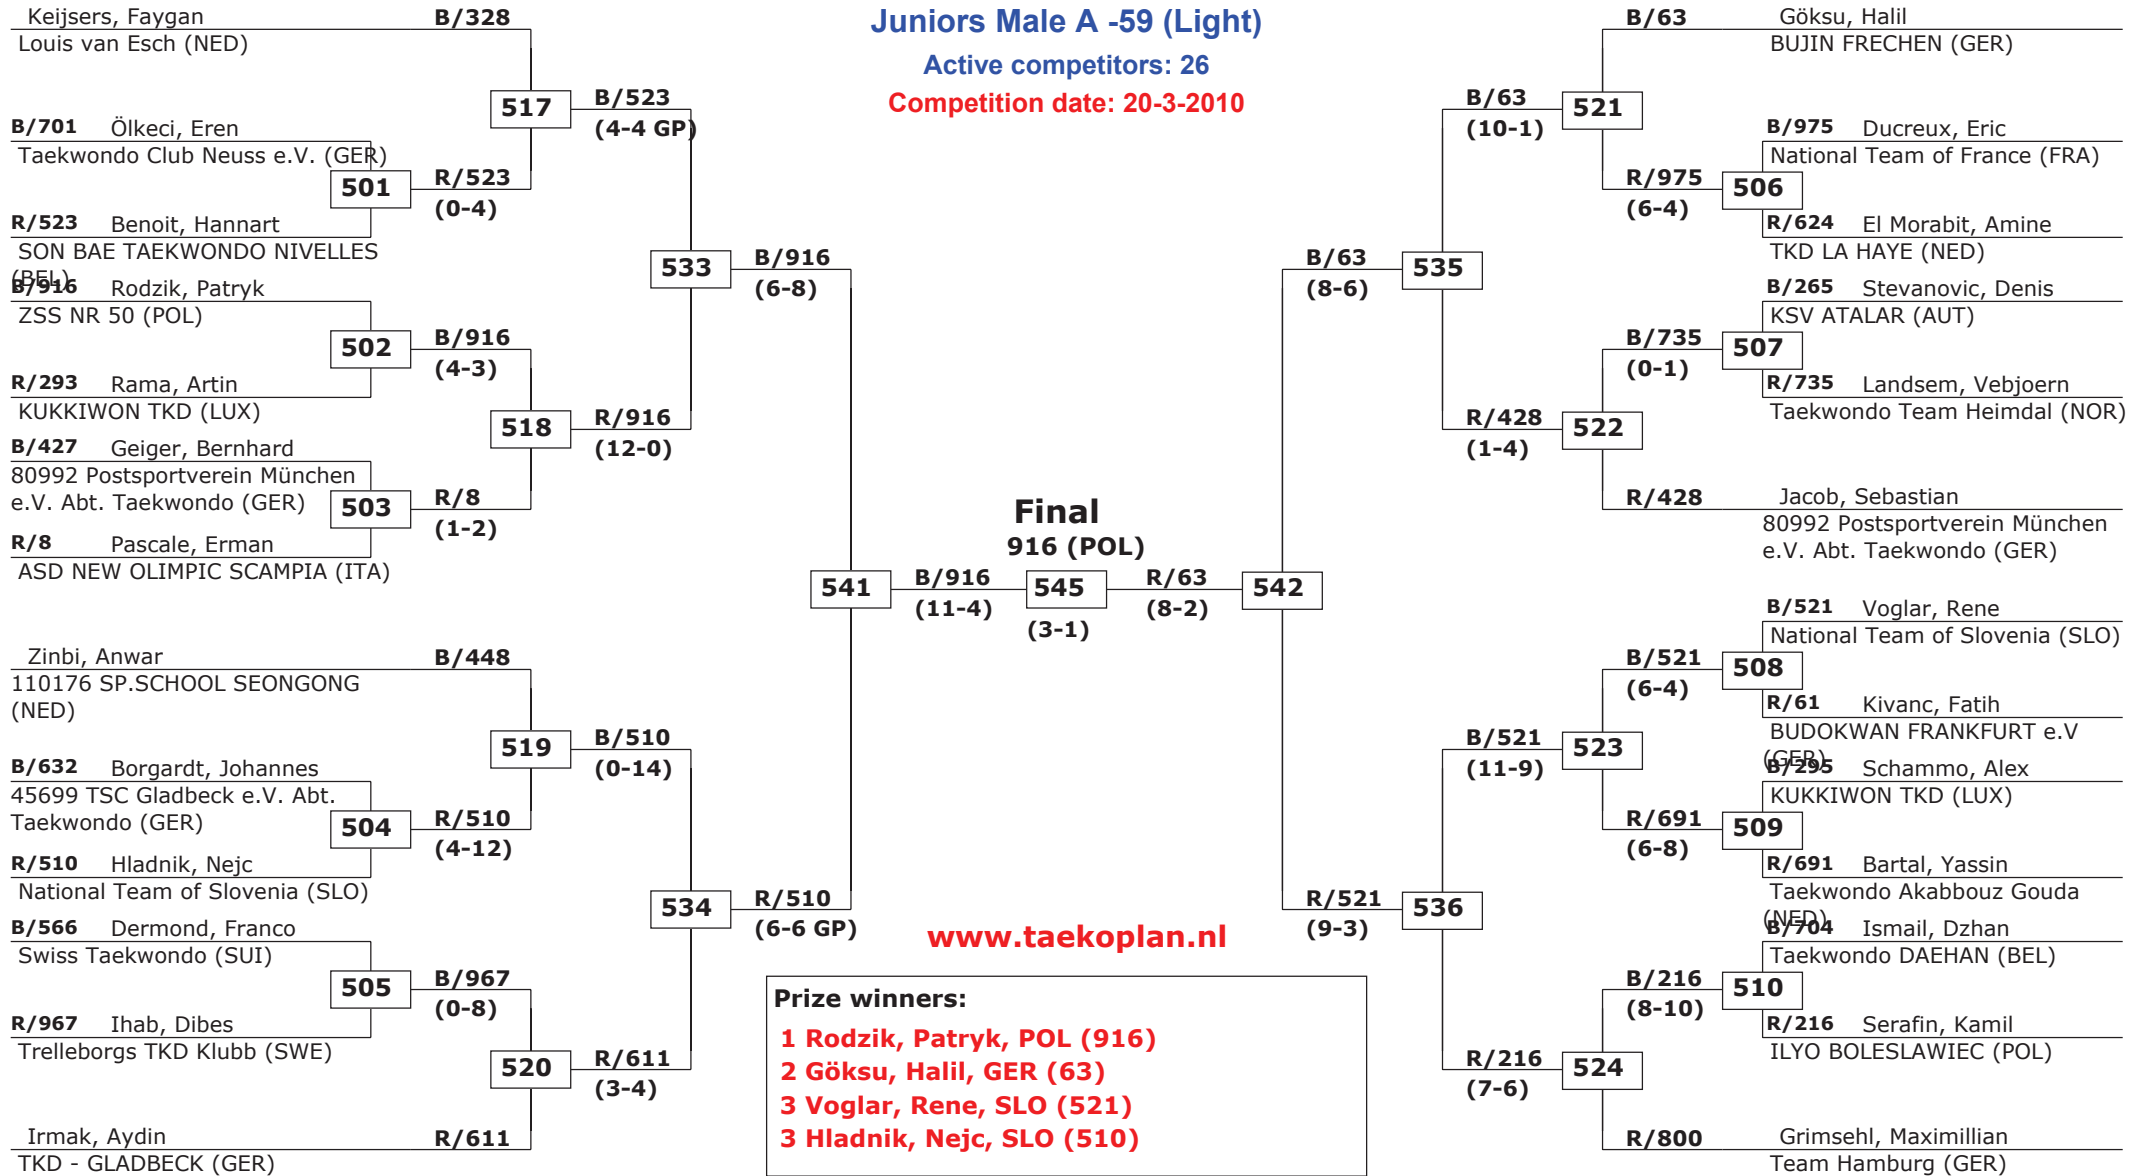 Juniors Male A -59 (Light)
Active competitors: 26
Competition date: 20-3-2010
Keijsers, Faygan
B/328
Louis van Esch (NED)
B/701 Ölkeci, Eren
Taekwondo Club Neuss e.V. (GER)
R/523 Benoit, Hannart
SON BAE TAEKWONDO NIVELLES
(BEL)
B/916 Rodzik, Patryk
ZSS NR 50 (POL)
R/293 Rama, Artin
KUKKIWON TKD (LUX)
B/427 Geiger, Bernhard
80992 Postsportverein München
e.V. Abt. Taekwondo (GER)
R/8 Pascale, Erman
ASD NEW OLIMPIC SCAMPIA (ITA)
Zinbi, Anwar
B/448
110176 SP.SCHOOL SEONGONG
(NED)
B/632 Borgardt, Johannes
45699 TSC Gladbeck e.V. Abt.
Taekwondo (GER)
R/510 Hladnik, Nejc
National Team of Slovenia (SLO)
B/566 Dermond, Franco
Swiss Taekwondo (SUI)
R/967 Ihab, Dibes
Trelleborgs TKD Klubb (SWE)
Irmak, Aydin
R/611
TKD - GLADBECK (GER)
501
R/523
(0-4)
502
B/916
(4-3)
503
R/8
(1-2)
504
R/510
(4-12)
505
B/967
(0-8)
517
B/523
(4-4 GP)
518
R/916
(12-0)
519
B/510
(0-14)
520
R/611
(3-4)
533
B/916
(6-8)
534
R/510
(6-6 GP)
541
B/916
(11-4)
Final
916 (POL)
545
(3-1)
R/63
(8-2)
542
B/63
(8-6)
535
R/521
(9-3)
536
B/63
(10-1)
521
R/428
(1-4)
522
B/521
(11-9)
523
R/216
(7-6)
524
R/975
(6-4)
506
B/735
(0-1)
507
B/521
(6-4)
508
R/691
(6-8)
509
B/216
(8-10)
510
B/63
Göksu, Halil
BUJIN FRECHEN (GER)
B/975 Ducreux, Eric
National Team of France (FRA)
R/624 El Morabit, Amine
TKD LA HAYE (NED)
B/265 Stevanovic, Denis
KSV ATALAR (AUT)
R/735 Landsem, Vebjoern
Taekwondo Team Heimdal (NOR)
R/428
Jacob, Sebastian
80992 Postsportverein München
e.V. Abt. Taekwondo (GER)
B/521 Voglar, Rene
National Team of Slovenia (SLO)
R/61 Kivanc, Fatih
BUDOKWAN FRANKFURT e.V
(GER)
B/295 Schammo, Alex
KUKKIWON TKD (LUX)
R/691 Bartal, Yassin
Taekwondo Akabbouz Gouda
(NED)
B/704 Ismail, Dzhan
Taekwondo DAEHAN (BEL)
R/216 Serafin, Kamil
ILYO BOLESLAWIEC (POL)
R/800
Grimsehl, Maximillian
Team Hamburg (GER)
www.taekoplan.nl
Prize winners:
1 Rodzik, Patryk, POL (916)
2 Göksu, Halil, GER (63)
3 Voglar, Rene, SLO (521)
3 Hladnik, Nejc, SLO (510)